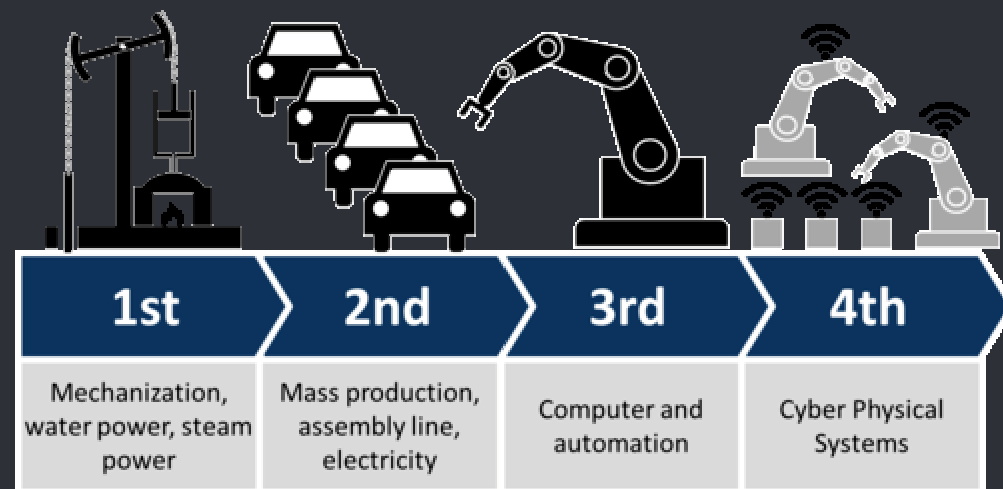 1st
2nd
3rd
4th
Mechanization,
water power, steam
power
Mass production,
assembly line,
electricity
Computer and
automation
Cyber Physical
Systems